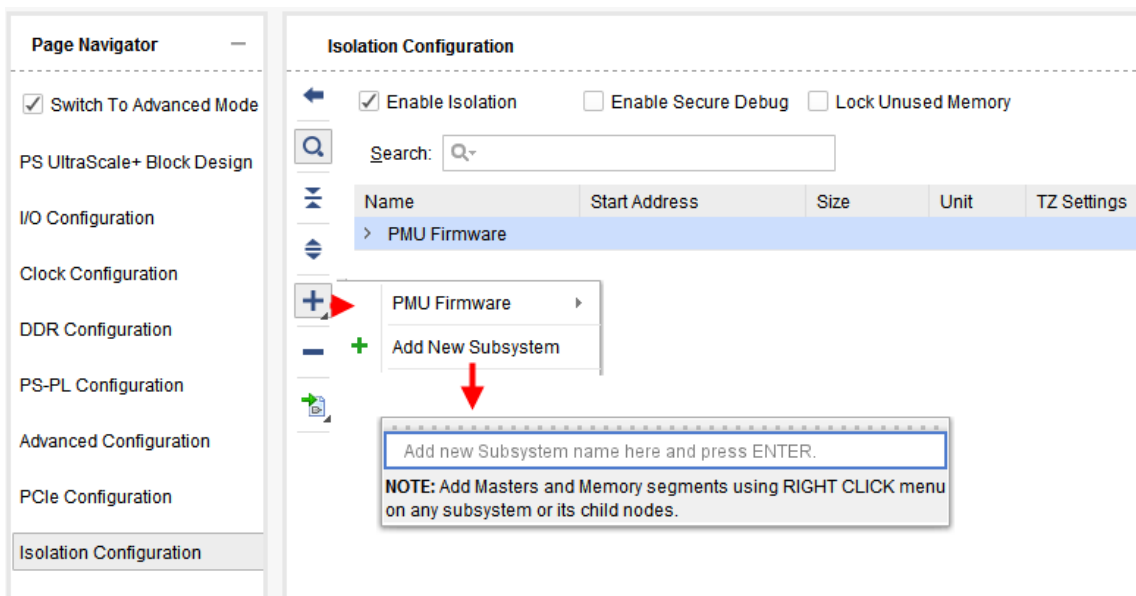 Page Navigator
Switch To Advanced Mode
PS UltraScale+ Block Design
I/O Configuration
Clock Configuration
DDR Configuration
PS-PL Configuration
Advanced Configuration
PCIe Configuration
Isolation Configuration
Isolation Configuration
Enable Isolation Enable Secure Debug Lock Unused Memory
Search:
Name Start Address Size Unit TZ Settings
PMU Firmware
PMU Firmware
Add New Subsystem
Add new Subsystem name here and press ENTER.
NOTE: Add Masters and Memory segments using RIGHT CLICK menu
on any subsystem or its child nodes.